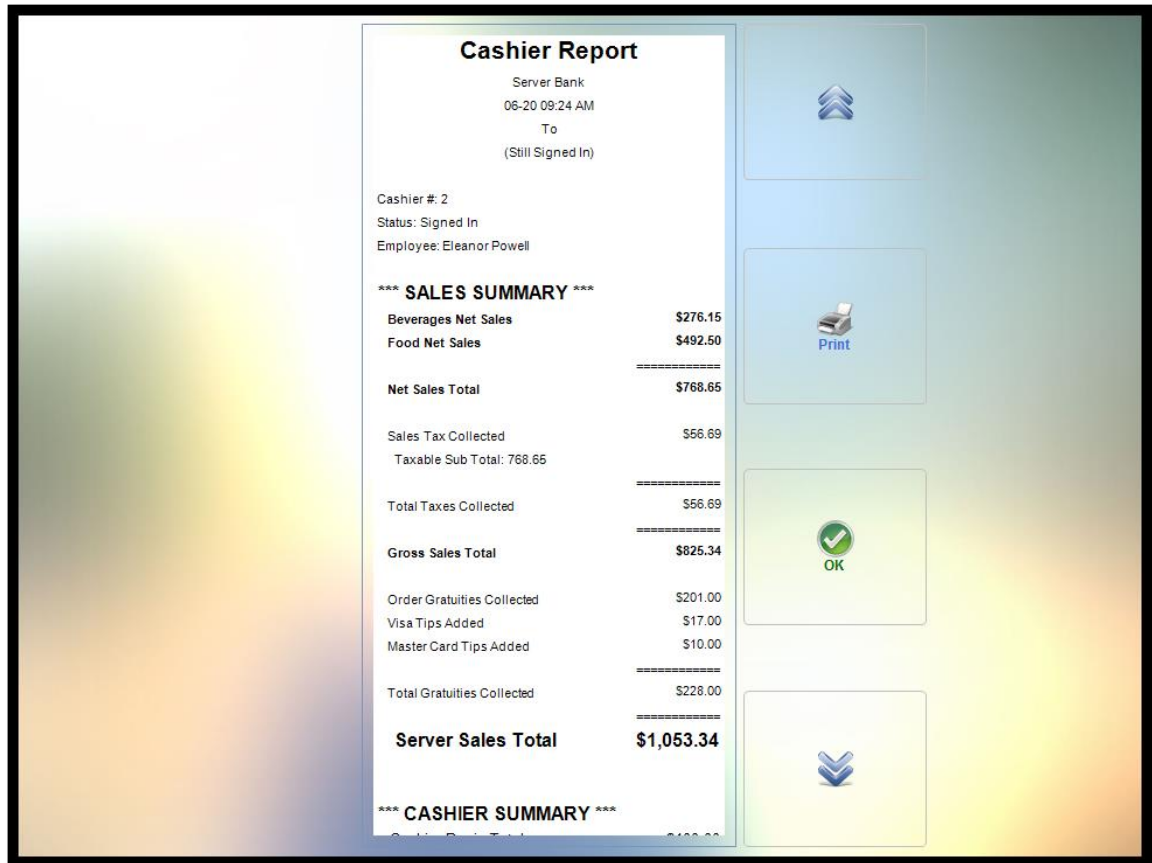 Cashier Report
Server Bank
06-20 09:24 AM
To
(Still Signed In)
Cashier #: 2
Status: Signed In
Employee: Eleanor Powell
*** SALES SUMMARY ***
Beverages Net Sales $276.15
Food Net Sales $492.50
============
Net Sales Total $768.65
Sales Tax Collected $56.69
Taxable Sub Total: 768.65
============
Total Taxes Collected $56.69
============
Gross Sales Total $825.34
Order Gratuities Collected $201.00
Visa Tips Added $17.00
Master Card Tips Added $10.00
============
Total Gratuities Collected $228.00
============
Server Sales Total $1,053.34
*** CASHIER SUMMARY ***
Print
OK